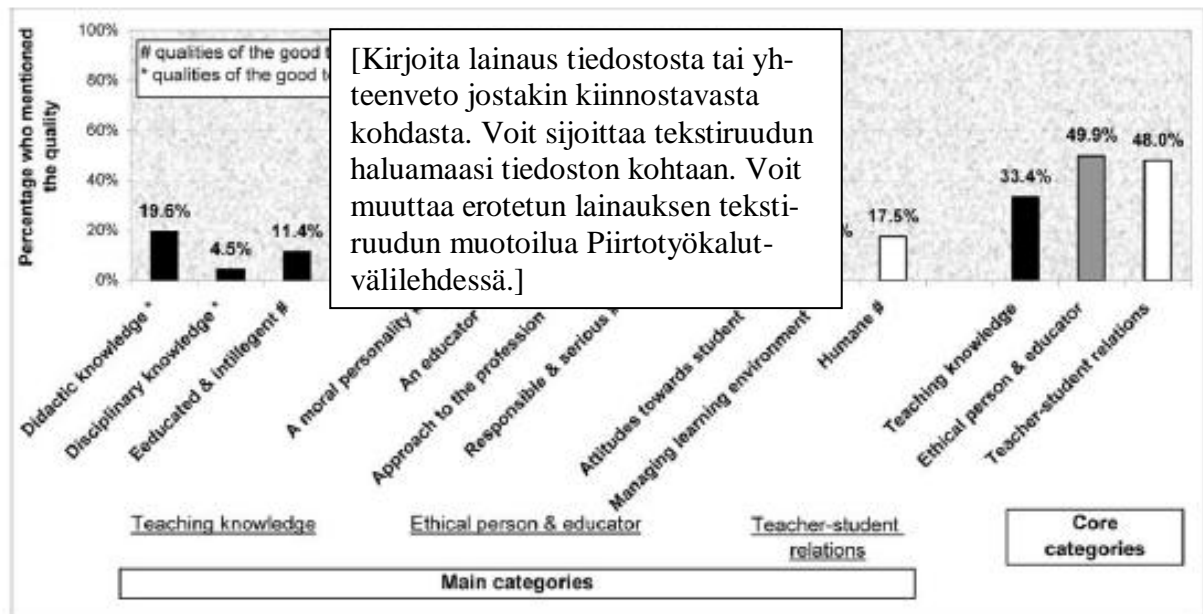 Percentage who mentioned
the quality
100%
80%
60%
40%
20%
0%
# qualities of the good
* qualities of the good
[Kirjoita lainaus tiedostosta tai yh-
teenveto jostakin kiinnostavasta
kohdasta. Voit sijoittaa tekstiruudun
haluamaasi tiedoston kohtaan. Voit
muuttaa erotetun lainauksen teksti-
ruudun muotoilua Piirtotyökalut-
välilehdessä.]
19.6%
4.5%
11.4%
%
17.5%
33.4%
49.9%
48.0%
Didactic knowledge *
Disciplinary knowledge *
Eeducated & intillegent #
A moral personality
An educator
Approach to the profession
Responsible & serious
Attitudes towards student
Managing learning environment
Humane #
Teaching knowledge
Ethical person & educator
Teacher-student relations
Teaching knowledge
Ethical person & educator
Teacher-student
relations
Main categories
Core
categories